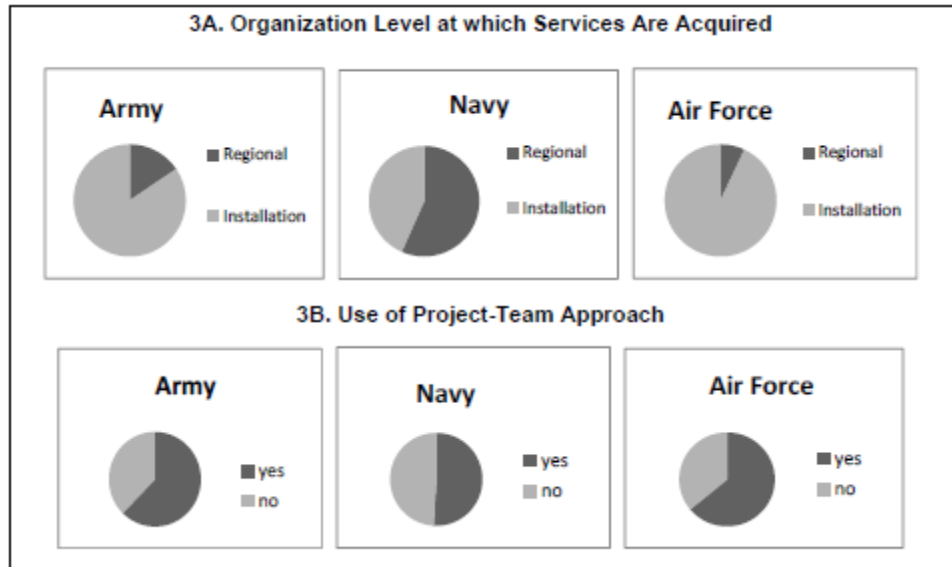 3A. Organization Level at which Services Are Acquired
Army
Regional
Installation
Navy
Regional
Installation
Air Force
Regional
Installation
3B. Use of Project-Team Approach
Army
yes
no
Navy
yes
no
Air Force
yes
no